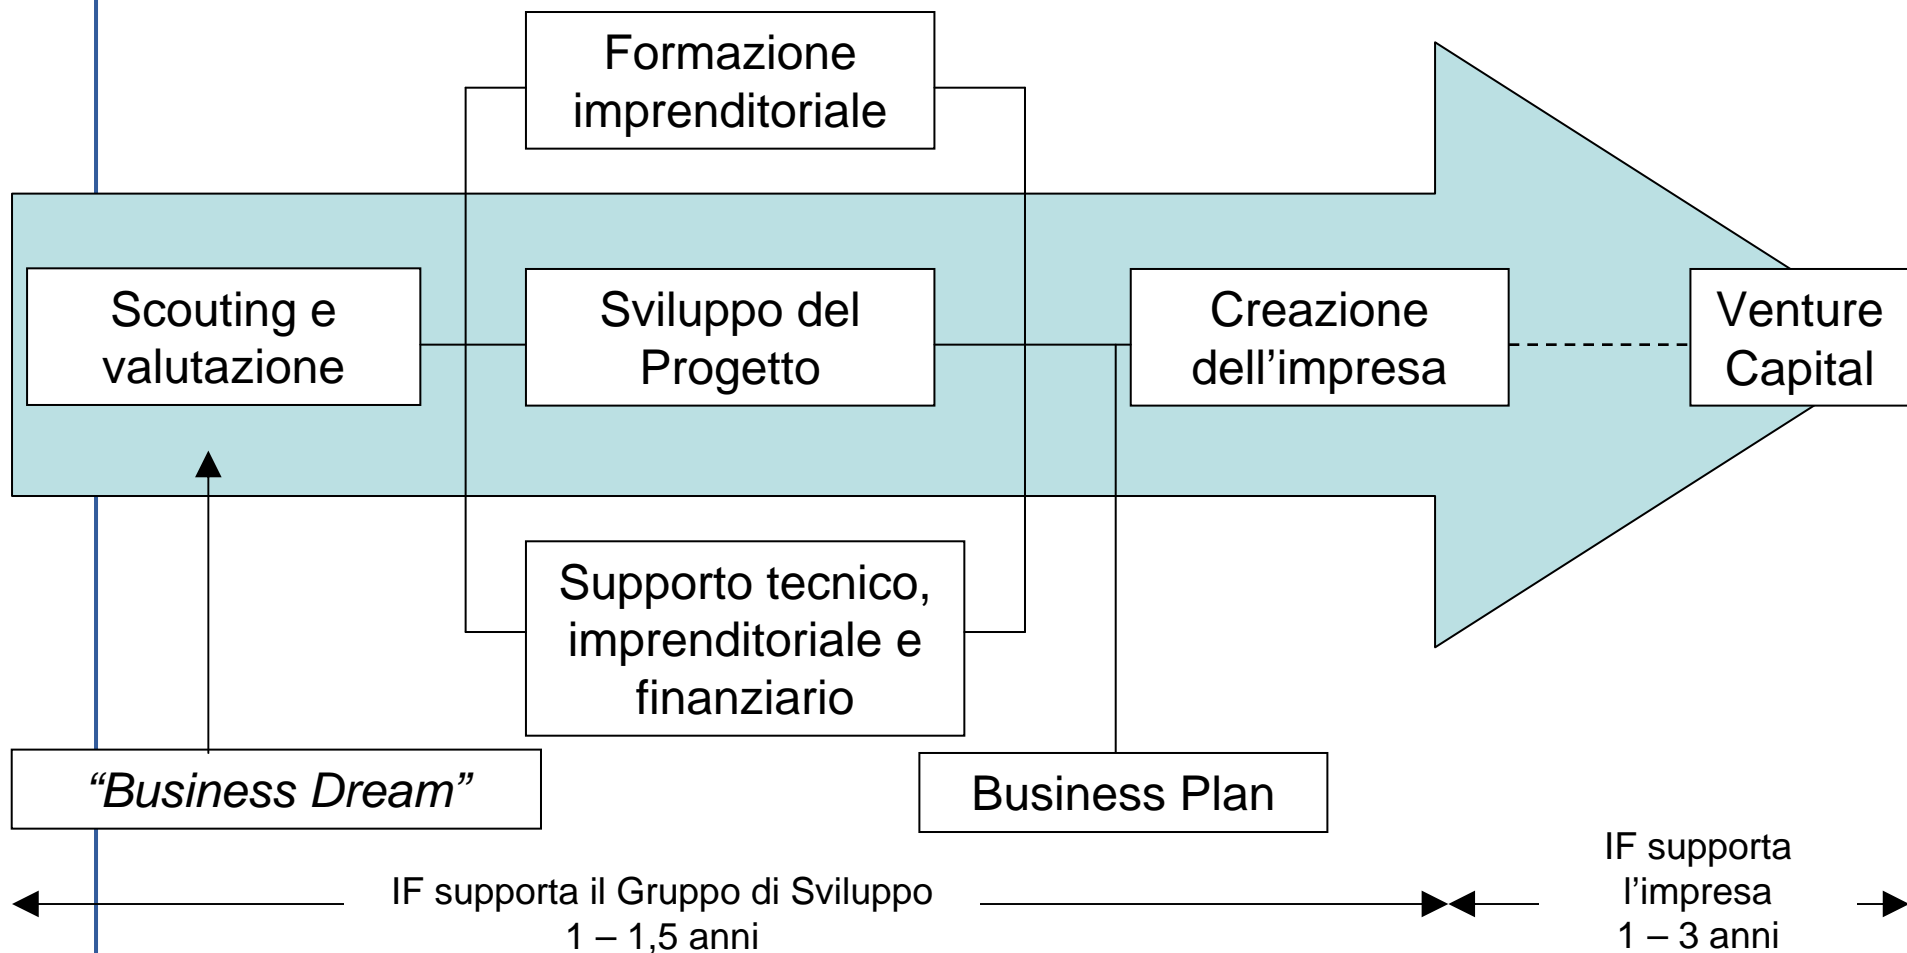 Formazione
imprenditoriale
Scouting e
valutazione
Sviluppo del
Progetto
Creazione
dell’impresa
Venture
Capital
Supporto tecnico,
imprenditoriale e
finanziario
“Business Dream”
Business Plan
IF supporta il Gruppo di Sviluppo
1 – 1,5 anni
IF supporta
l’impresa
1 – 3 anni